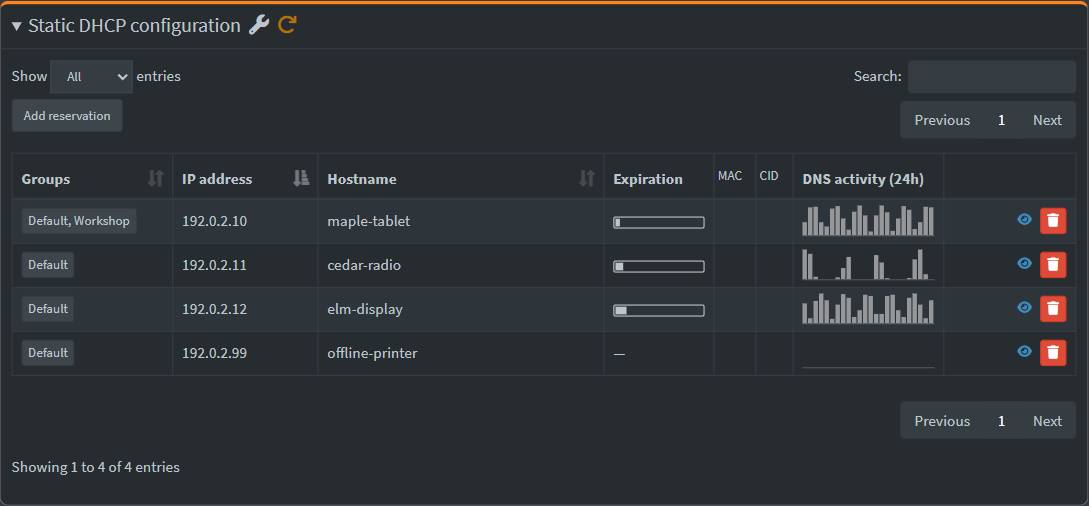 Static DHCP configuration
Show All entries
Search:
Add reservation
Previous 1 Next
Groups IP address Hostname Expiration MAC CID DNS activity (24h)
Default, Workshop 192.0.2.10 maple-tablet
Default 192.0.2.11 cedar-radio
Default 192.0.2.12 elm-display
Default 192.0.2.99 offline-printer —
Previous 1 Next
Showing 1 to 4 of 4 entries